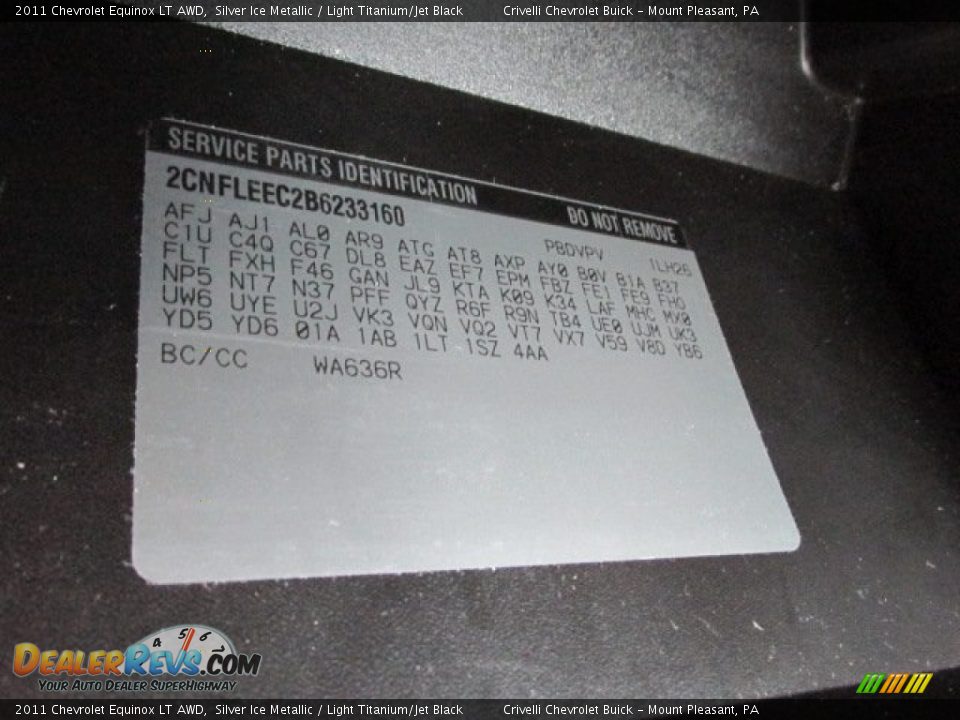 2011 Chevrolet Equinox LT AWD, Silver Ice Metallic / Light Titanium/Jet Black Crivelli Chevrolet Buick - Mount Pleasant, PA
SERVICE PARTS IDENTIFICATION DO NOT REMOVE
2CNFLEEC2B6233160 PBDVPV 1LH26
AFJ AJ1 AL0 AR9 ATG AT8 AXP AY0 B0V B1A B37
C1U C4Q C67 DL8 EAZ EF7 EPM FBZ FE1 FE9 FHO
FLT FXH F46 GAN JL9 KTA K09 K34 LAF MHC MX0
NP5 NT7 N37 PFF QYZ R6F R9N TB4 UE0 UJM UK3
UW6 UYE U2J VK3 VQN VQ2 VT7 VX7 V59 V8D YB6
YD5 YD6 01A 1AB 1LT 1SZ 4AA
BC/CC WA636R
4 5 6
DealerRevs.com
Your Auto Dealer SuperHighway
2011 Chevrolet Equinox LT AWD, Silver Ice Metallic / Light Titanium/Jet Black Crivelli Chevrolet Buick - Mount Pleasant, PA